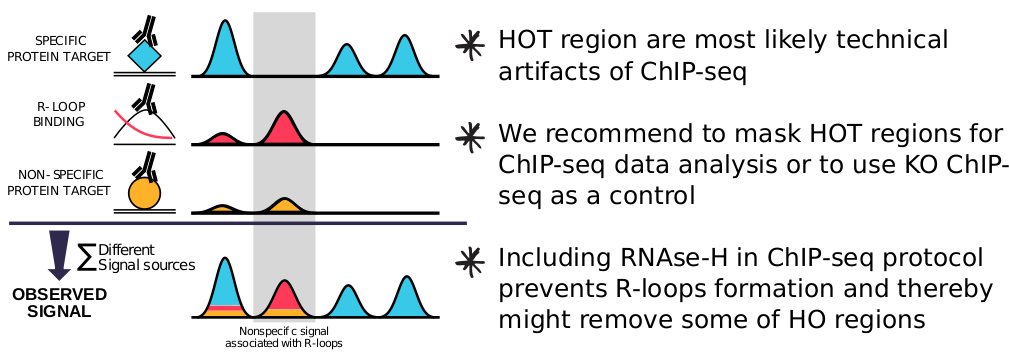 SPECIFIC
PROTEIN TARGET
R-LOOP
BINDING
NON-SPECIFIC
PROTEIN TARGET
∑ Different
Signal sources
OBSERVED
SIGNAL
Nonspecif c signal
associated with R-loops
HOT region are most likely technical
artifacts of ChIP-seq
We recommend to mask HOT regions for
ChIP-seq data analysis or to use KO ChIP-
seq as a control
Including RNAse-H in ChIP-seq protocol
prevents R-loops formation and thereby
might remove some of HO regions